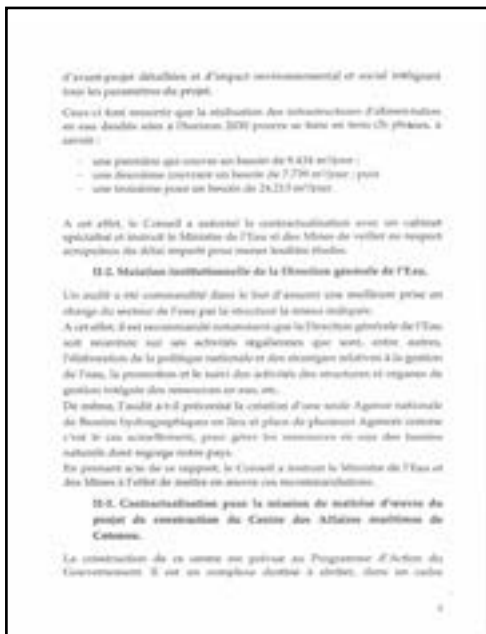 d'avant-projet détaillées et d'impact environnemental et social intégrant
tous les paramètres du projet.
Ceux-ci font ressortir que la réalisation des infrastructures d'alimentation
en eau desdits sites à l'horizon 2030 pourra se faire en trois (3) phases, à
savoir :
- une première qui couvre un besoin de 9.434 m³/jour ;
- une deuxième couvrant un besoin de 7.779 m³/jour ; puis
- une troisième pour un besoin de 24.213 m³/jour.
A cet effet, le Conseil a autorisé la contractualisation avec un cabinet
spécialisé et instruit le Ministre de l'Eau et des Mines de veiller au respect
scrupuleux du délai imparti pour mener lesdites études.
II-2. Mutation institutionnelle de la Direction générale de l'Eau.
Un audit a été commandité dans le but d'assurer une meilleure prise en
charge du secteur de l'eau par la structure la mieux indiquée.
A cet effet, il est recommandé notamment que la Direction générale de l'Eau
soit recentrée sur ses activités régaliennes que sont, entre autres,
l'élaboration de la politique nationale et des stratégies relatives à la gestion
de l'eau, la promotion et le suivi des activités des structures et organes de
gestion intégrée des ressources en eau, etc.
De même, l'audit a-t-il préconisé la création d'une seule Agence nationale
de Bassins hydrographiques en lieu et place de plusieurs Agences comme
c'est le cas actuellement, pour gérer les ressources en eau des bassins
naturels dont regorge notre pays.
En prenant acte de ce rapport, le Conseil a instruit le Ministre de l'Eau et
des Mines à l'effet de mettre en œuvre ces recommandations.
II-3. Contractualisation pour la mission de maîtrise d'œuvre du
projet de construction du Centre des Affaires maritimes de
Cotonou.
La construction de ce centre est prévue au Programme d'Action du
Gouvernement. Il est un complexe destiné à abriter, dans un cadre